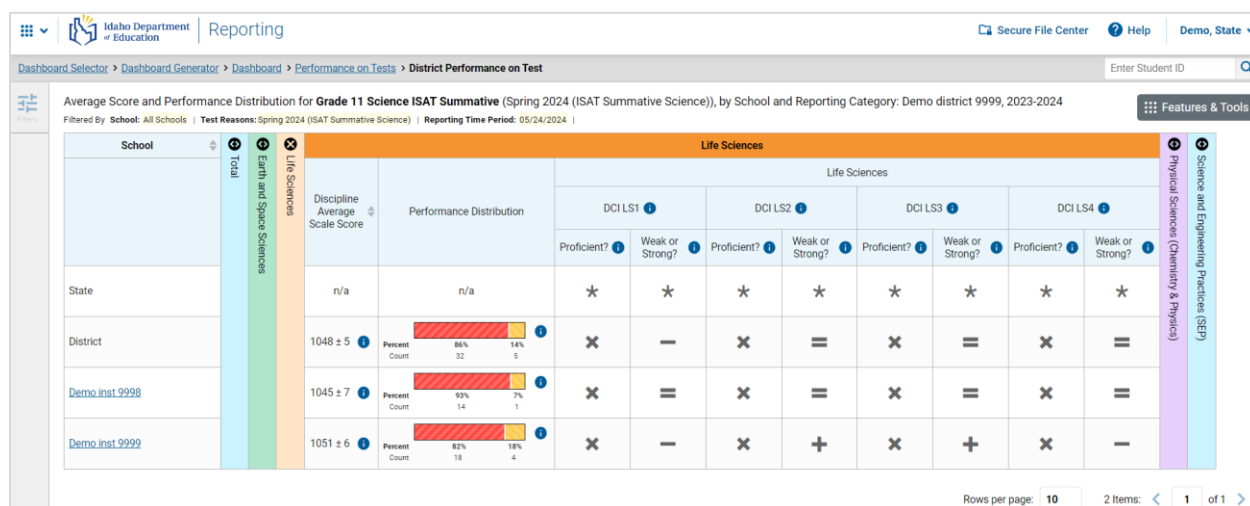 Idaho Department of Education
Reporting
Secure File Center
Help
Demo, State
Dashboard Selector > Dashboard Generator > Dashboard > Performance on Tests > District Performance on Test
Enter Student ID
Filters
Average Score and Performance Distribution for Grade 11 Science ISAT Summative (Spring 2024 (ISAT Summative Science)), by School and Reporting Category: Demo district 9999, 2023-2024
Filtered By School: All Schools | Test Reasons: Spring 2024 (ISAT Summative Science) | Reporting Time Period: 05/24/2024 |
Features & Tools
School
Total
Earth and Space Sciences
Life Sciences
Life Sciences
Physical Sciences (Chemistry & Physics)
Science and Engineering Practices (SEP)
Life Sciences
Discipline Average Scale Score
Performance Distribution
DCI LS1 DCI LS2 DCI LS3 DCI LS4
Proficient? Weak or Strong? Proficient? Weak or Strong? Proficient? Weak or Strong? Proficient? Weak or Strong?
State n/a n/a * * * * * * * *
District 1048 ± 5 Percent 86% 14% × − × = × = × =
Count 32 5
Demo inst 9998 1045 ± 7 Percent 93% 7% × = × = × = × =
Count 14 1
Demo inst 9999 1051 ± 6 Percent 82% 18% × − × + × + × −
Count 18 4
Rows per page: 10 2 Items: < 1 of 1 >